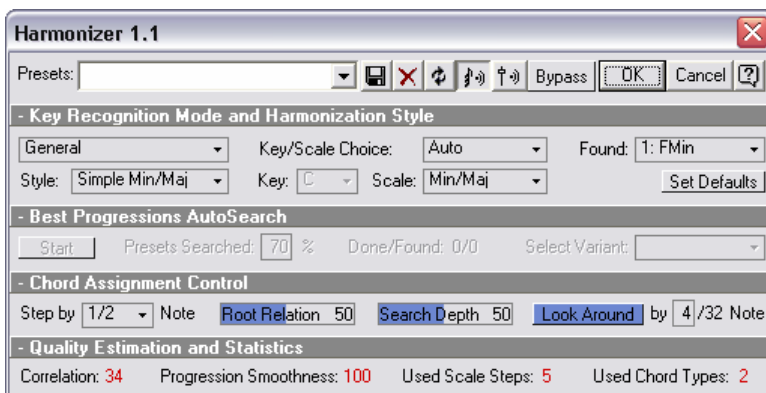 Harmonizer 1.1
Presets: Bypass OK Cancel ?
- Key Recognition Mode and Harmonization Style
General Key/Scale Choice: Auto Found: 1: FMin
Style: Simple Min/Maj Key: C Scale: Min/Maj Set Defaults
- Best Progressions AutoSearch
Start Presets Searched: 70 % Done/Found: 0/0 Select Variant:
- Chord Assignment Control
Step by 1/2 Note Root Relation 50 Search Depth 50 Look Around by 4 /32 Note
- Quality Estimation and Statistics
Correlation: 34 Progression Smoothness: 100 Used Scale Steps: 5 Used Chord Types: 2